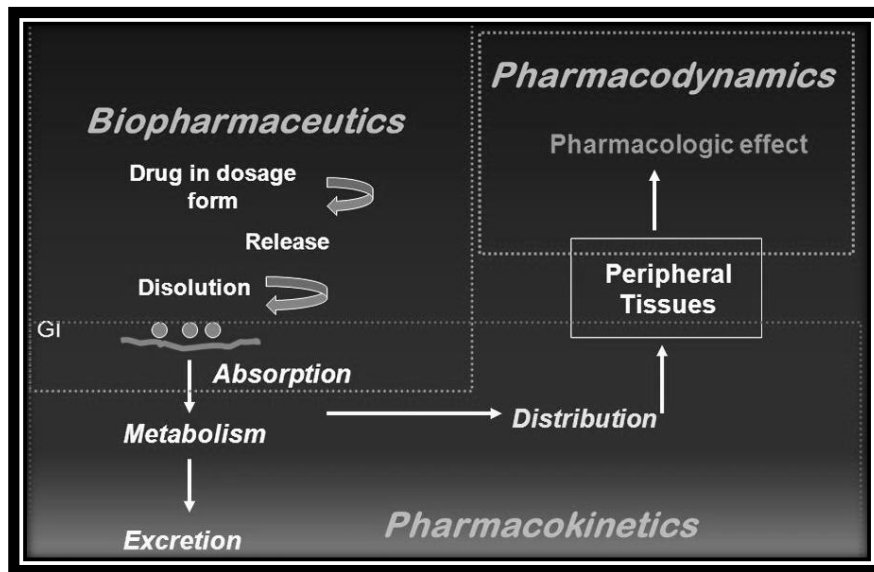 Pharmacodynamics
Biopharmaceutics
Pharmacologic effect
Drug in dosage
form
Release
Peripheral
Tissues
Disolution
GI
Absorption
Metabolism
Distribution
Excretion
Pharmacokinetics